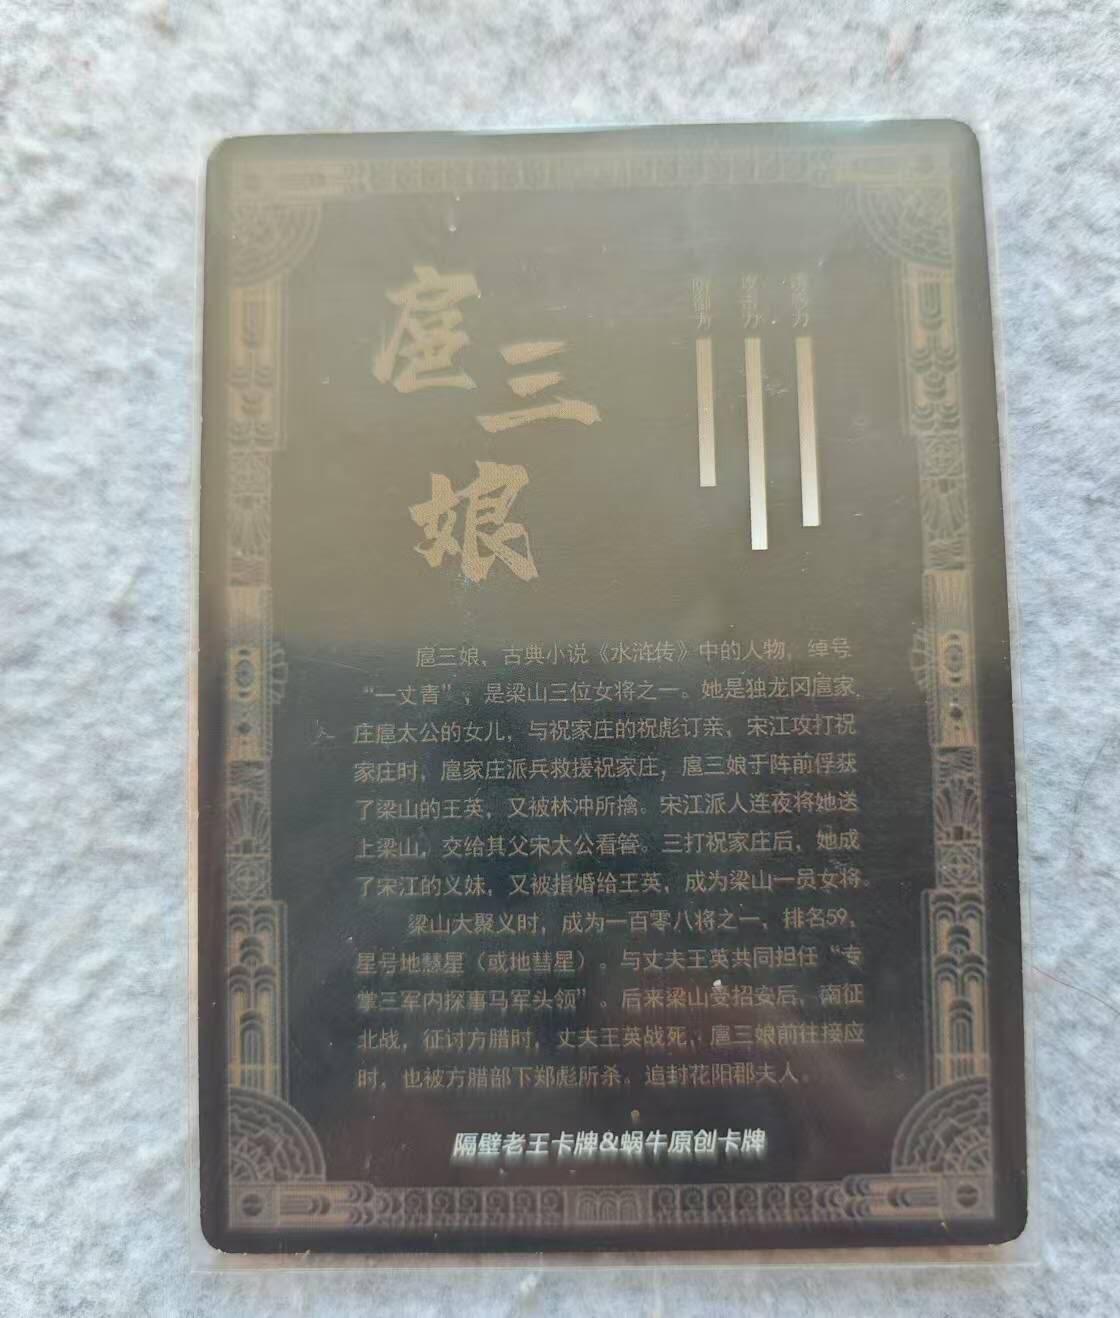 扈三娘
防御力
攻击力
扈三娘，古典小说《水浒传》中的人物，绰号
“一丈青”，是梁山三位女将之一。她是独龙冈扈家
庄扈太公的女儿，与祝家庄的祝彪订亲，宋江攻打祝
家庄时，扈家庄派兵救援祝家庄，扈三娘于阵前俘获
了梁山的王英，又被林冲所擒。宋江派人连夜将她送
上梁山，交给其父宋太公看管。三打祝家庄后，她成
了宋江的义妹，又被指婚给王英，成为梁山一员女将。
梁山大聚义时，成为一百零八将之一，排名59，
星号地慧星（或地彗星）。与丈夫王英共同担任“专
掌三军内探事马军头领”。后来梁山受招安后，南征
北战，征讨方腊时，丈夫王英战死，扈三娘前往接应
时，也被方腊部下郑彪所杀。追封花阳郡夫人。
隔壁老王卡牌&蜗牛原创卡牌